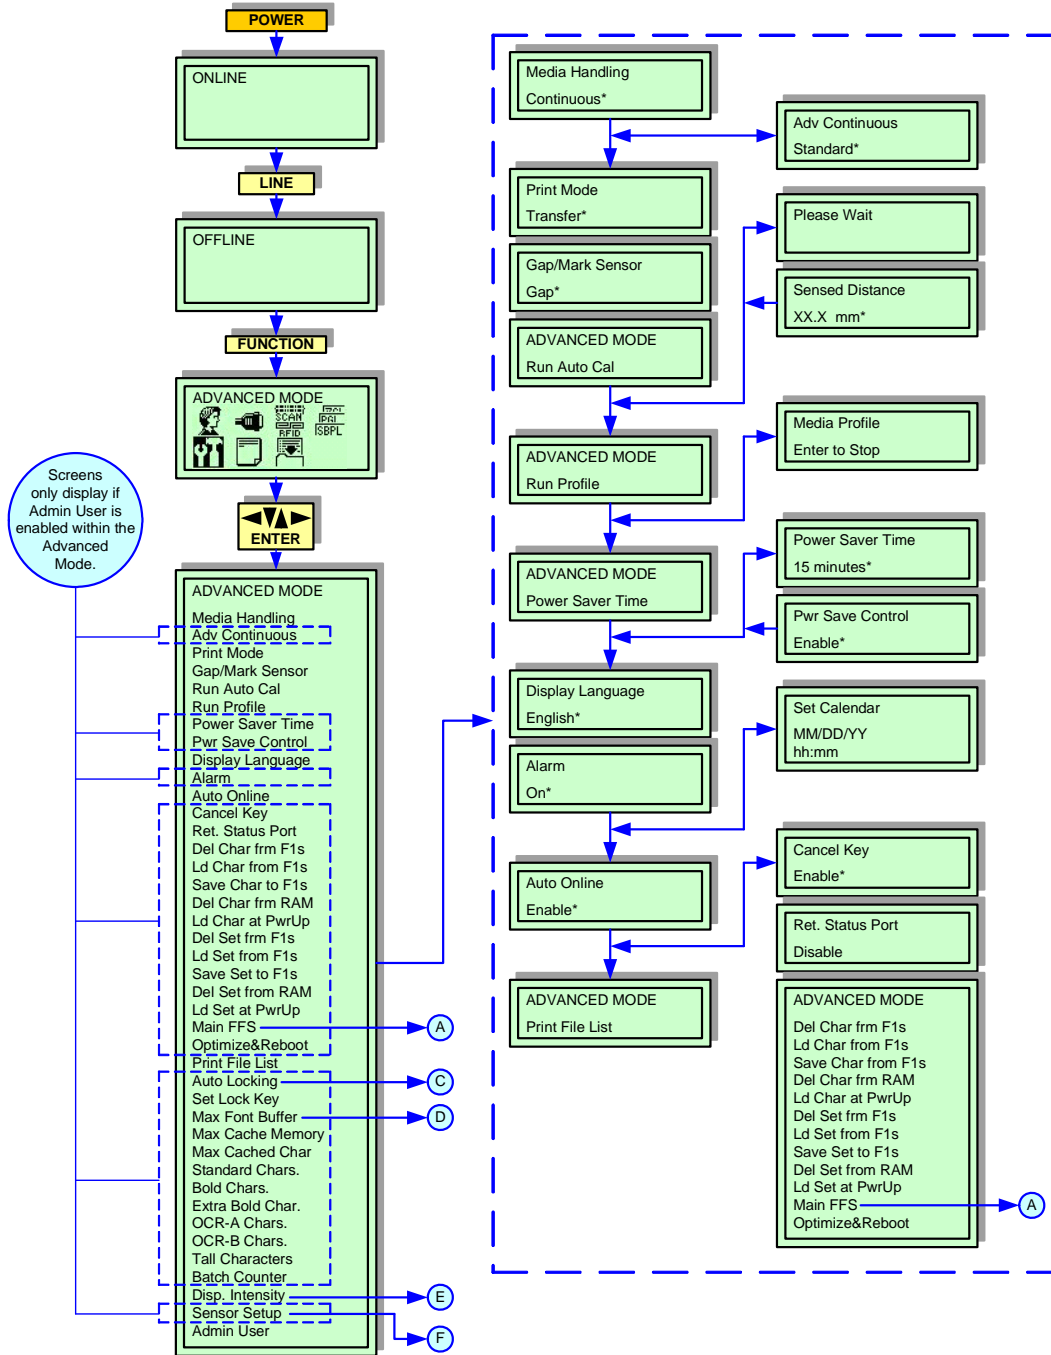 POWER
ONLINE
LINE
OFFLINE
FUNCTION
ADVANCED MODE
SCAN
RFID
PGL
SBPL
ENTER
Screens
only display if
Admin User is
enabled within the
Advanced
Mode.
ADVANCED MODE
Media Handling
Adv Continuous
Print Mode
Gap/Mark Sensor
Run Auto Cal
Run Profile
Power Saver Time
Pwr Save Control
Display Language
Alarm
Auto Online
Cancel Key
Ret. Status Port
Del Char frm F1s
Ld Char from F1s
Save Char to F1s
Del Char frm RAM
Ld Char at PwrUp
Del Set frm F1s
Ld Set from F1s
Save Set to F1s
Del Set from RAM
Ld Set at PwrUp
Main FFS
A
Optimize&Reboot
Print File List
Auto Locking
C
Set Lock Key
Max Font Buffer
D
Max Cache Memory
Max Cached Char
Standard Chars.
Bold Chars.
Extra Bold Char.
OCR-A Chars.
OCR-B Chars.
Tall Characters
Batch Counter
Disp. Intensity
E
Sensor Setup
Admin User
F
Media Handling
Continuous*
Adv Continuous
Standard*
Print Mode
Transfer*
Gap/Mark Sensor
Gap*
ADVANCED MODE
Run Auto Cal
Please Wait
Sensed Distance
XX.X mm*
ADVANCED MODE
Run Profile
Media Profile
Enter to Stop
ADVANCED MODE
Power Saver Time
Power Saver Time
15 minutes*
Pwr Save Control
Enable*
Display Language
English*
Alarm
On*
Set Calendar
MM/DD/YY
hh:mm
Auto Online
Enable*
Cancel Key
Enable*
Ret. Status Port
Disable
ADVANCED MODE
Print File List
ADVANCED MODE
Del Char frm F1s
Ld Char from F1s
Save Char from F1s
Del Char frm RAM
Ld Char at PwrUp
Del Set frm F1s
Ld Set from F1s
Save Set to F1s
Del Set from RAM
Ld Set at PwrUp
Main FFS
A
Optimize&Reboot